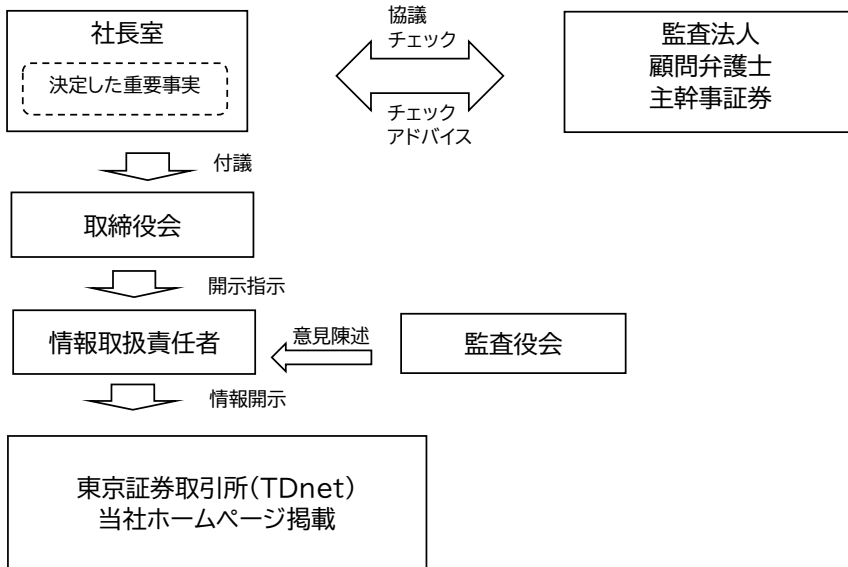 社長室
決定した重要事実
協議
チェック
チェック
アドバイス
監査法人
顧問弁護士
主幹事証券
付議
取締役会
開示指示
情報取扱責任者
意見陳述
監査役会
情報開示
東京証券取引所(TDnet)
当社ホームページ掲載